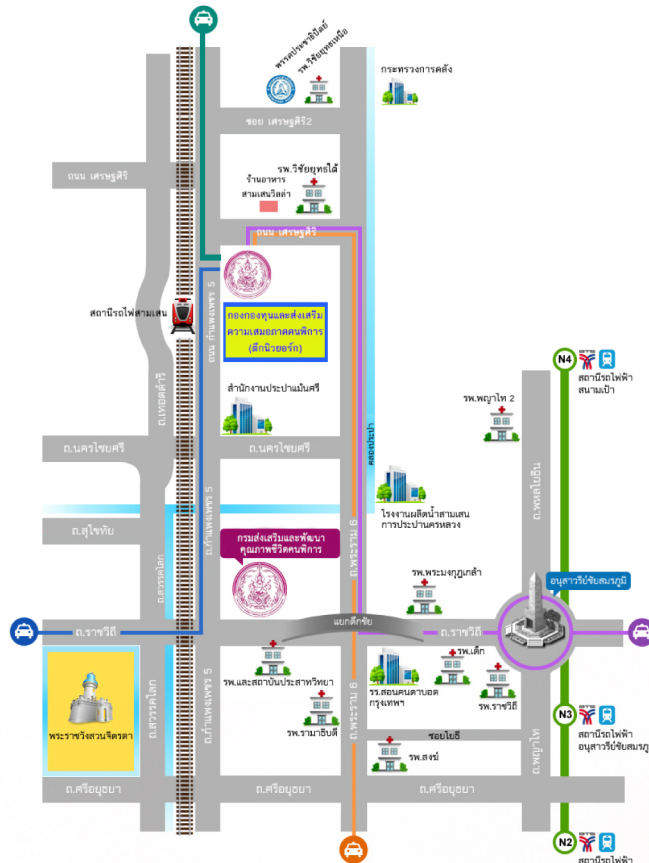 พรรคประชาธิปัตย์
รพ.วิชัยยุทธเหนือ
กระทรวงการคลัง
ซอย เศรษฐศิริ2
ถนน เศรษฐศิริ
รพ.วิชัยยุทธใต้
ร้านอาหาร
สามเสนวิลล่า
ถนน เศรษฐศิริ
ถนน กำแพงเพชร 5
กองกองทุนและส่งเสริม
ความเสมอภาคคนพิการ
(ตึกนิวยอร์ก)
สถานีรถไฟสามเสน
N4
BTS
สถานีรถไฟฟ้า
สนามเป้า
สำนักงานประปาแม้นศรี
ถ.เทอดดำริ
รพ.พญาไท 2
ถ.นครไชยศรี
ถ.นครไชยศรี
คลองประปา
ถ.พหลโยธิน
โรงงานผลิตน้ำสามเสน
การประปานครหลวง
ถ.สุโขทัย
ถ.กำแพงเพชร 5
ถ.พระราม 6
ถ.สวรรคโลก
กรมส่งเสริมและพัฒนา
คุณภาพชีวิตคนพิการ
รพ.พระมงกุฎเกล้า
อนุสาวรีย์ชัยสมรภูมิ
แยกตึกชัย
ถ.ราชวิถี
ถ.ราชวิถี
รพ.เด็ก
รพ.และสถาบันประสาทวิทยา
รร.สอนคนตาบอด
กรุงเทพฯ
รพ.ราชวิถี
ถ.สวรรคโลก
ถ.กำแพงเพชร 5
ถ.พระราม 6
รพ.รามาธิบดี
พระราชวังสวนจิตรดา
ซอยโยธี
รพ.สงฆ์
ถ.พญาไท
N3
BTS
สถานีรถไฟฟ้า
อนุสาวรีย์ชัยสมรภู
ถ.ศรีอยุธยา
ถ.ศรีอยุธยา
ถ.ศรีอยุธยา
N2
BTS
สถานีรถไฟฟ้า